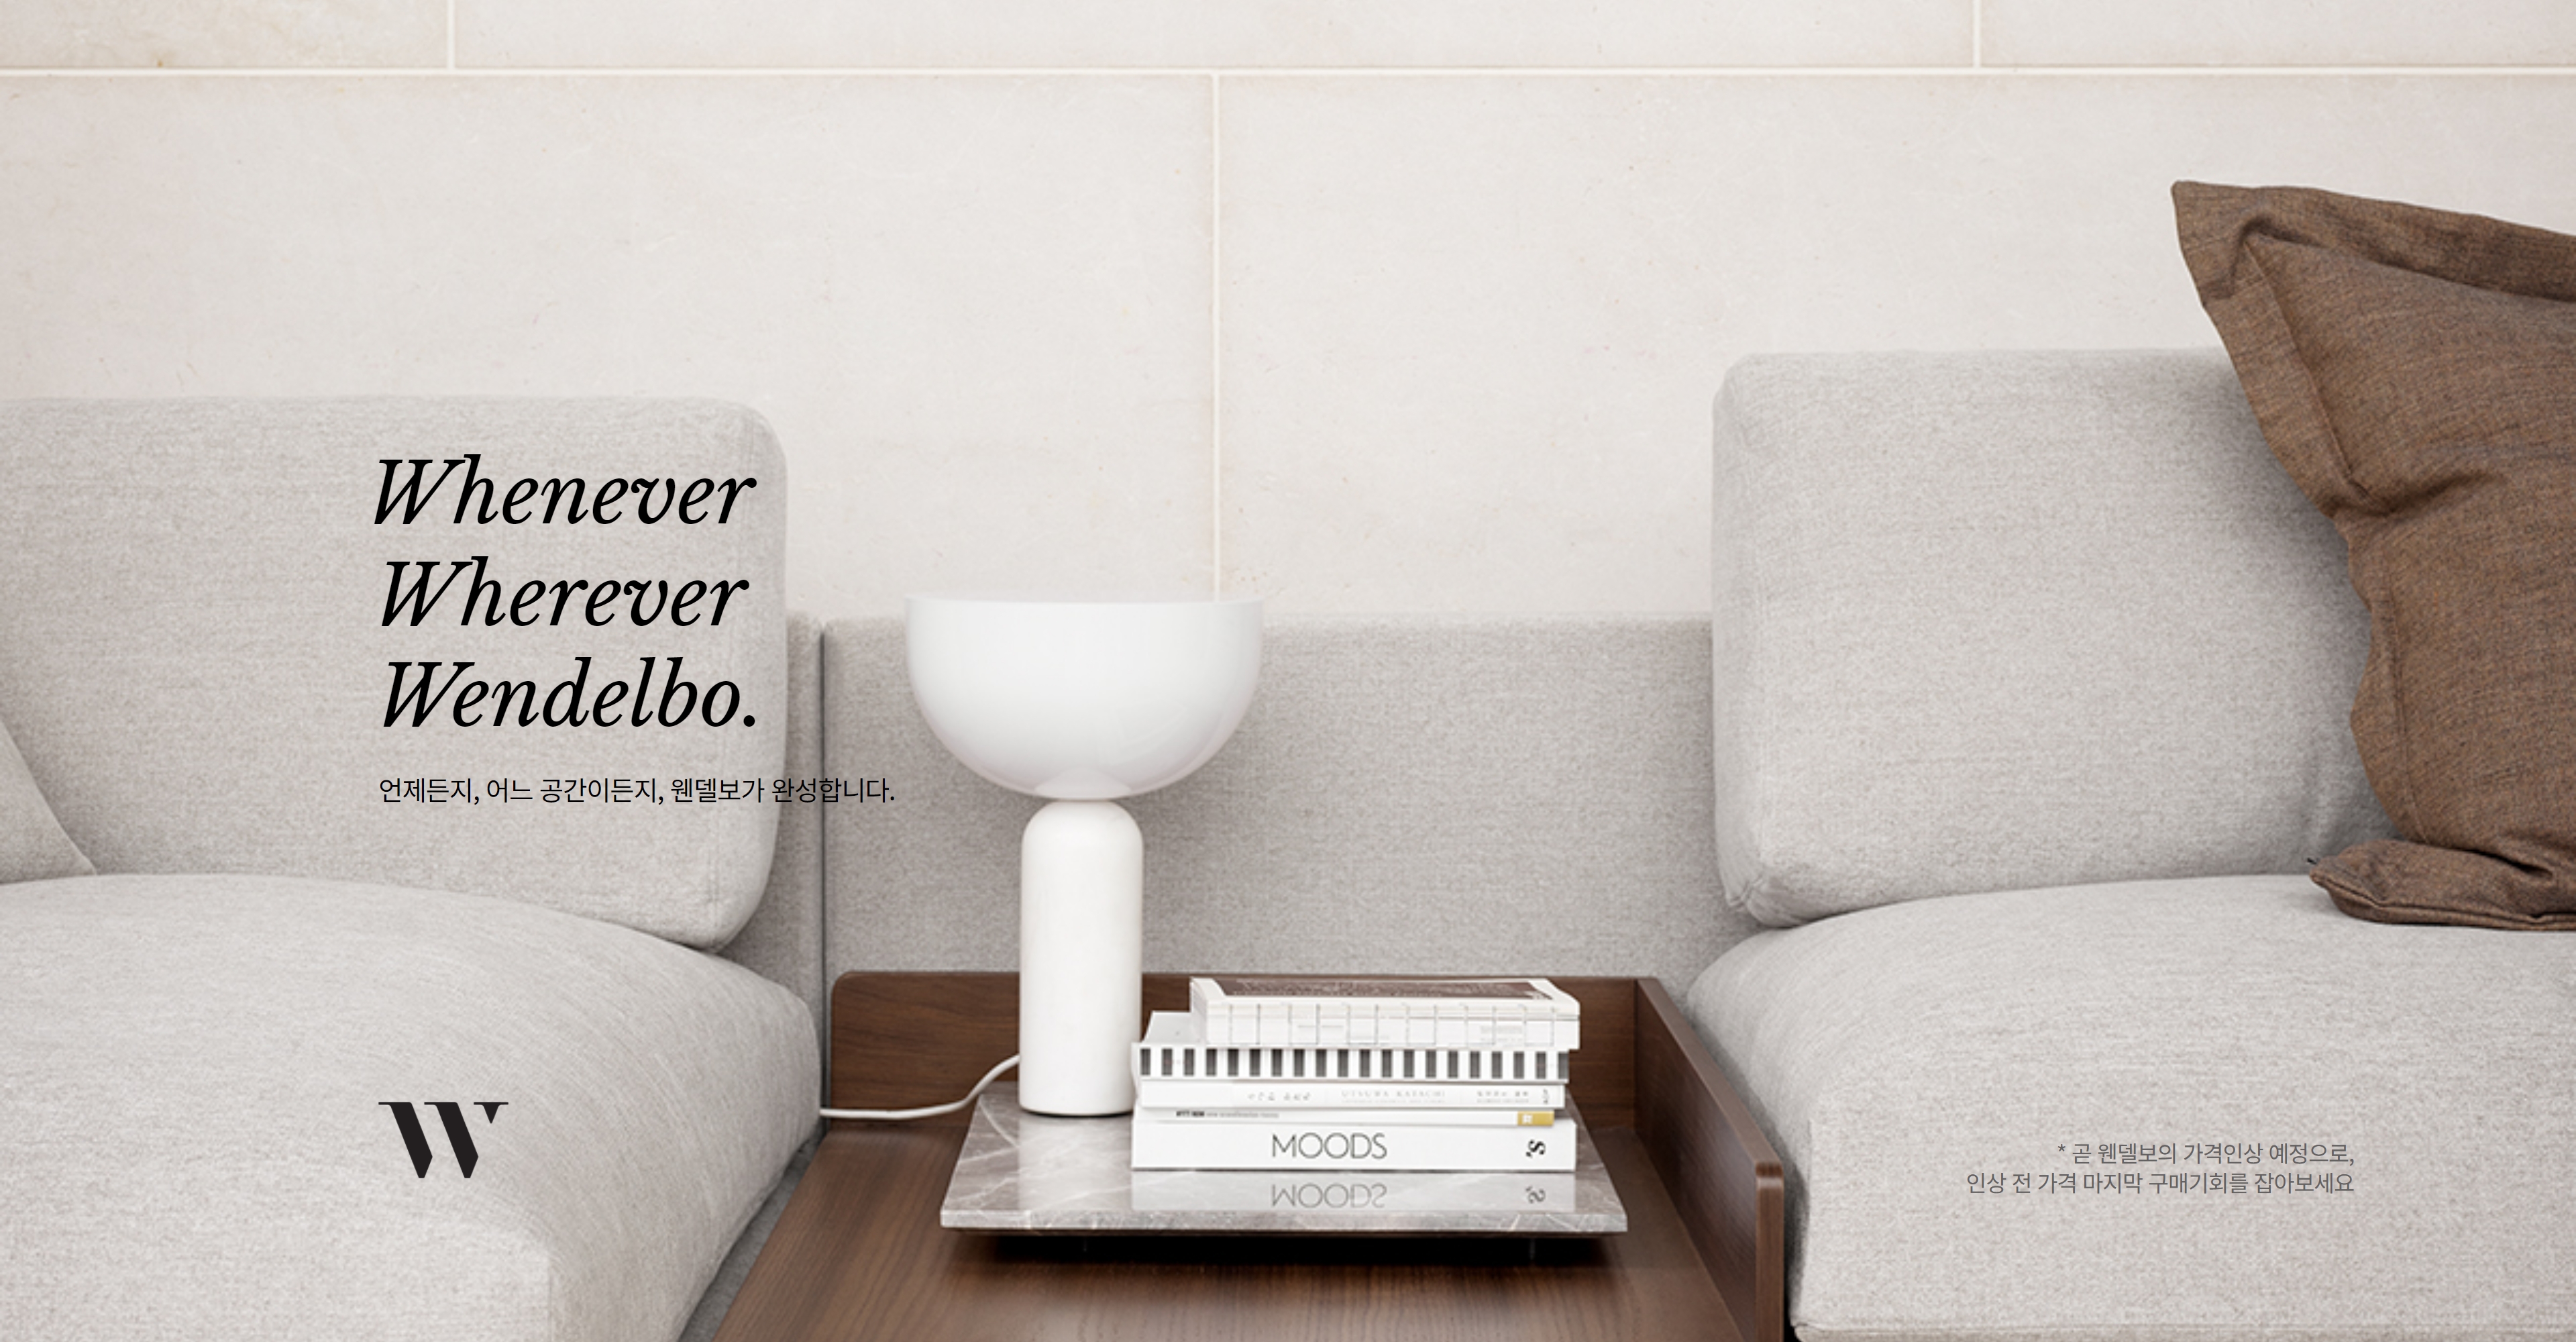 Whenever
Wherever
Wendelbo.
언제든지, 어느 공간이든지, 웬델보가 완성합니다.
W
UTSUWA KATACHI
MOODS
* 곧 웬델보의 가격인상 예정으로,
인상 전 가격 마지막 구매기회를 잡아보세요